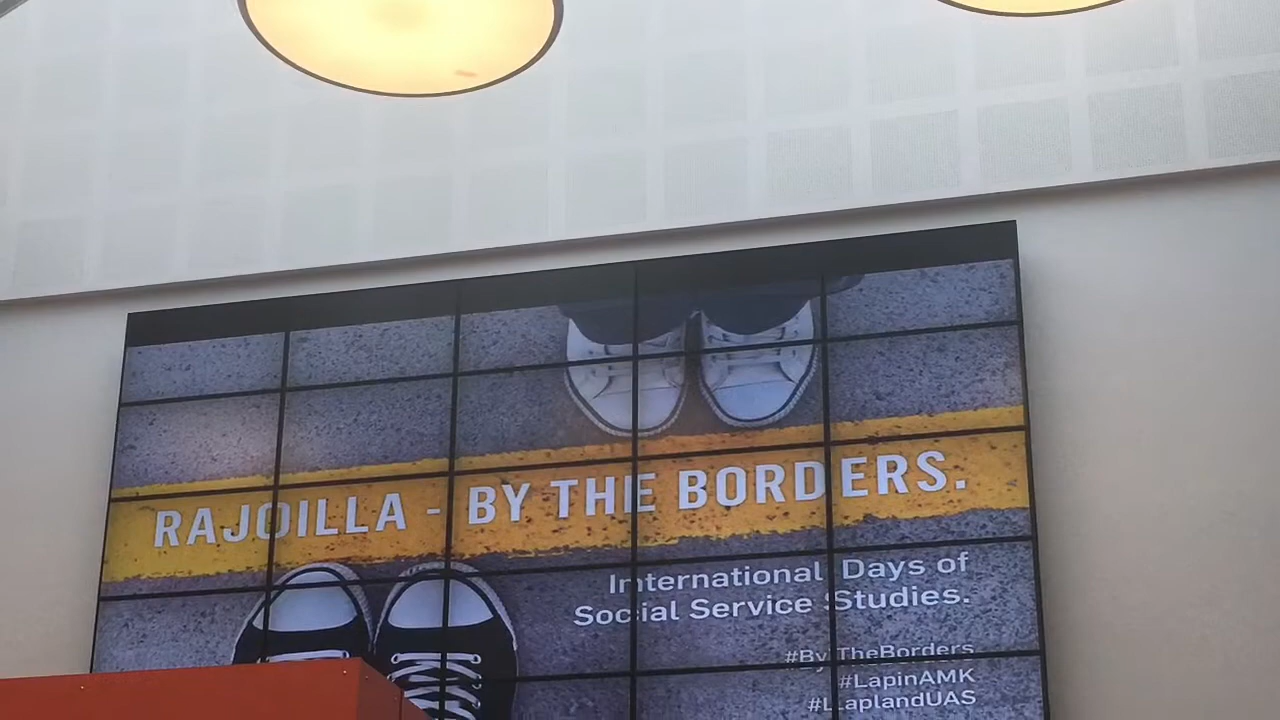 RAJOILLA - BY THE BORDERS.
International Days of
Social Service Studies.
#ByTheBorders
#LapinAMK
#LaplandUAS